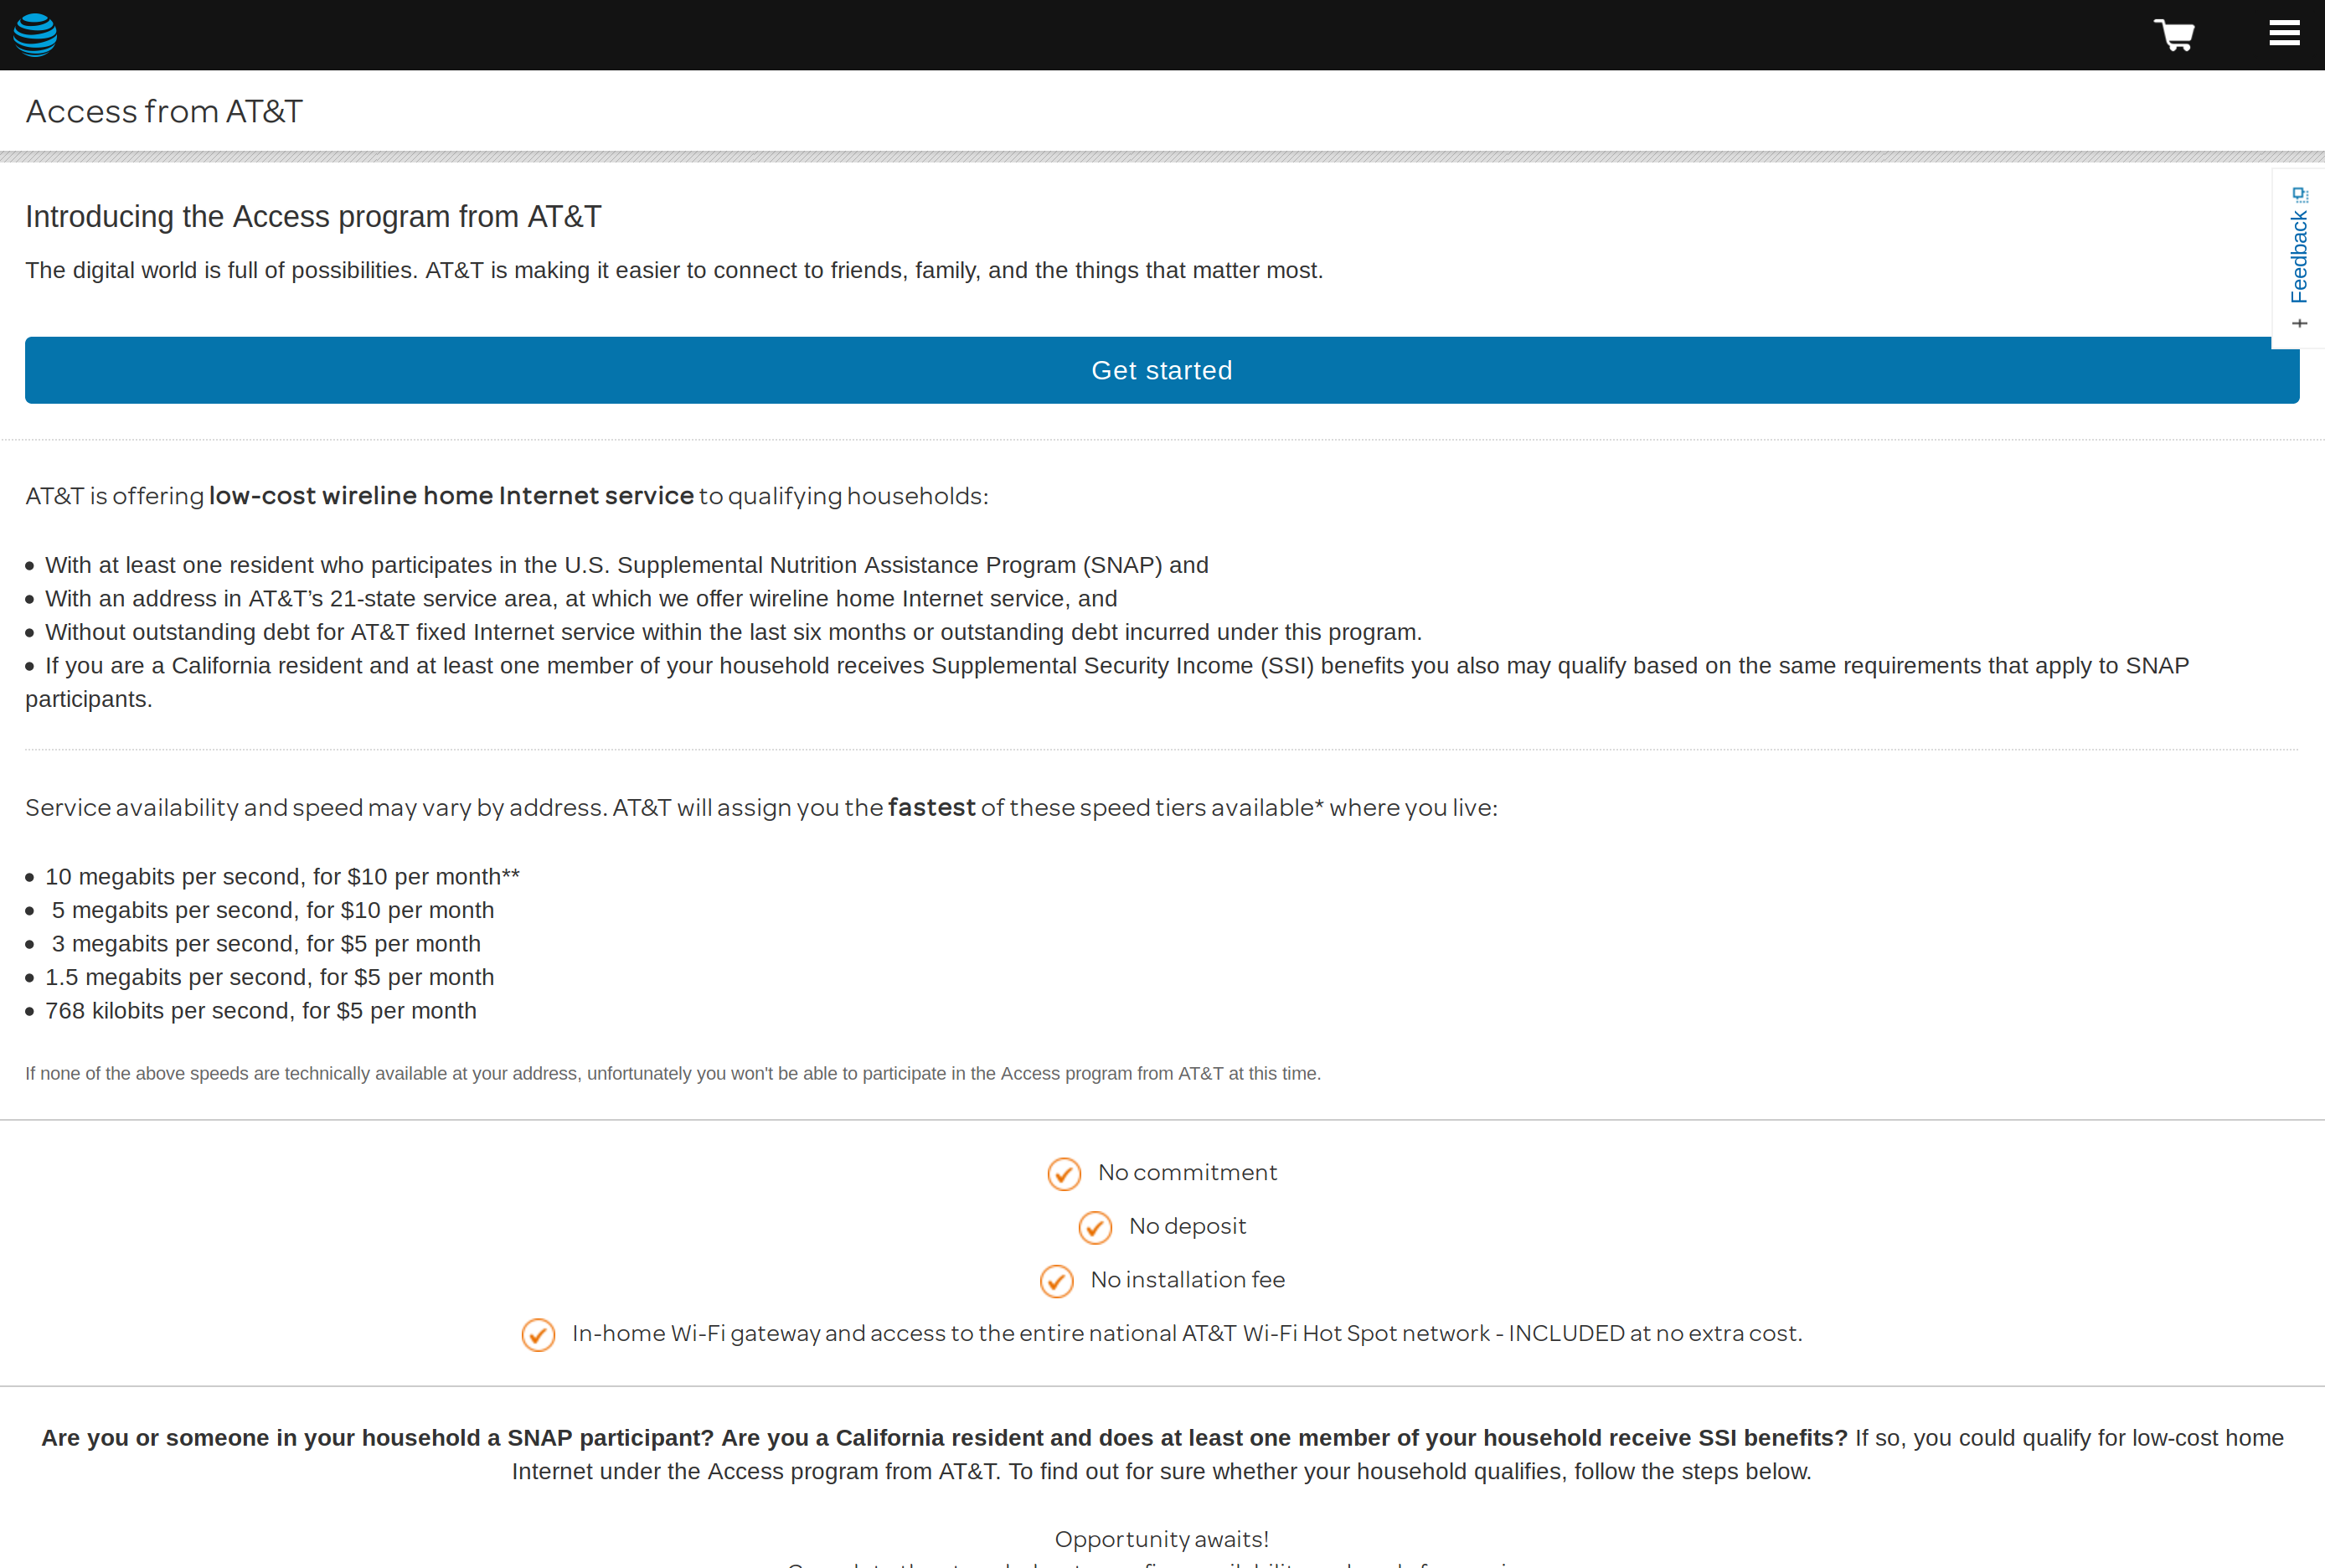 Access from AT&T
Introducing the Access program from AT&T
The digital world is full of possibilities. AT&T is making it easier to connect to friends, family, and the things that matter most.
Feedback
Get started
AT&T is offering low-cost wireline home Internet service to qualifying households:
• With at least one resident who participates in the U.S. Supplemental Nutrition Assistance Program (SNAP) and
• With an address in AT&T’s 21-state service area, at which we offer wireline home Internet service, and
• Without outstanding debt for AT&T fixed Internet service within the last six months or outstanding debt incurred under this program.
• If you are a California resident and at least one member of your household receives Supplemental Security Income (SSI) benefits you also may qualify based on the same requirements that apply to SNAP
participants.
Service availability and speed may vary by address. AT&T will assign you the fastest of these speed tiers available* where you live:
• 10 megabits per second, for $10 per month**
• 5 megabits per second, for $10 per month
• 3 megabits per second, for $5 per month
• 1.5 megabits per second, for $5 per month
• 768 kilobits per second, for $5 per month
If none of the above speeds are technically available at your address, unfortunately you won't be able to participate in the Access program from AT&T at this time.
No commitment
No deposit
No installation fee
In-home Wi-Fi gateway and access to the entire national AT&T Wi-Fi Hot Spot network - INCLUDED at no extra cost.
Are you or someone in your household a SNAP participant? Are you a California resident and does at least one member of your household receive SSI benefits? If so, you could qualify for low-cost home
Internet under the Access program from AT&T. To find out for sure whether your household qualifies, follow the steps below.
Opportunity awaits!